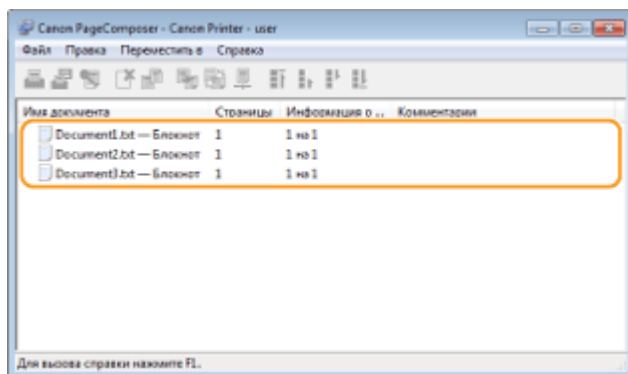 Canon PageComposer - Canon Printer - user
Файл Правка Переместить в Справка
Имя документа Страницы Информация о ... Комментарии
Document1.txt — Блокнот 1 1 на 1
Document2.txt — Блокнот 1 1 на 1
Document3.txt — Блокнот 1 1 на 1
Для вызова справки нажмите F1.